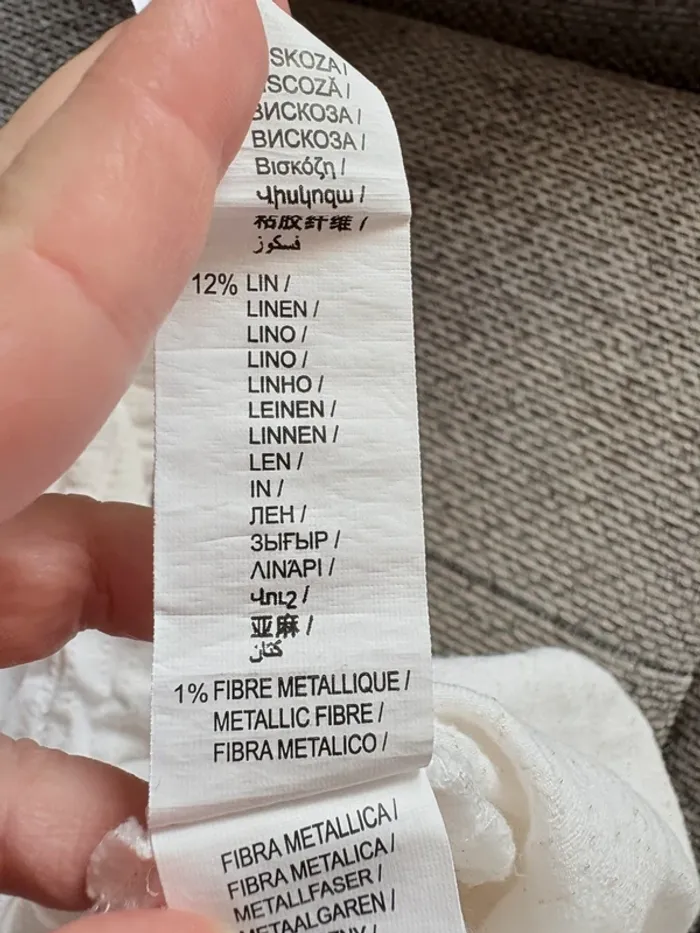 SKOZA /
ISCOZĂ /
ВИСКОЗА /
ВИСКОЗА /
Βισκόζη /
Վիսկոզա /
粘胶纤维 /
فسكوز
12% LIN /
LINEN /
LINO /
LINO /
LINHO /
LEINEN /
LINNEN /
LEN /
IN /
ЛЕН /
ЗЫҒЫР /
ΛΙΝΆΡΙ /
Վուշ /
亚麻 /
كتان
1% FIBRE METALLIQUE /
METALLIC FIBRE /
FIBRA METALICO /
FIBRA METALLICA /
FIBRA METALICA /
METALLFASER /
METAALGAREN /